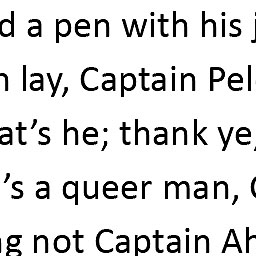 d a pen with his j
n lay, Captain Pel
at’s he; thank ye,
’s a queer man, C
ng not Captain Ah